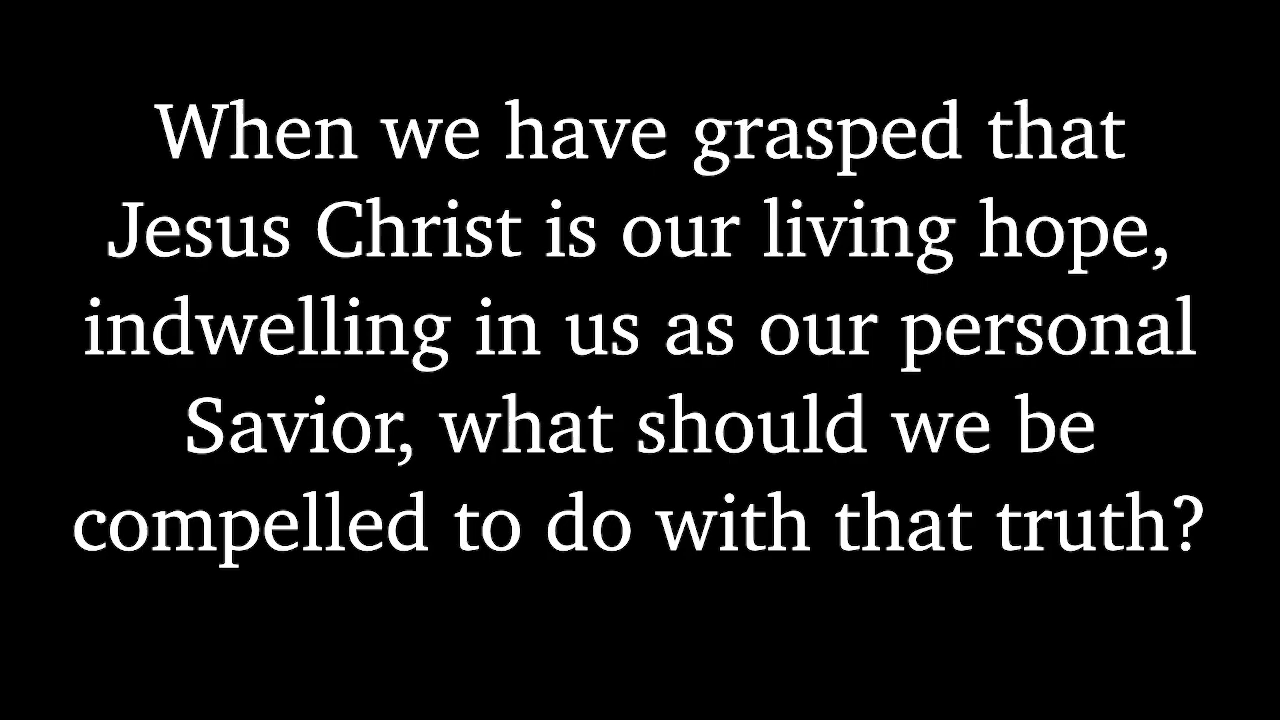 When we have grasped that
Jesus Christ is our living hope,
indwelling in us as our personal
Savior, what should we be
compelled to do with that truth?